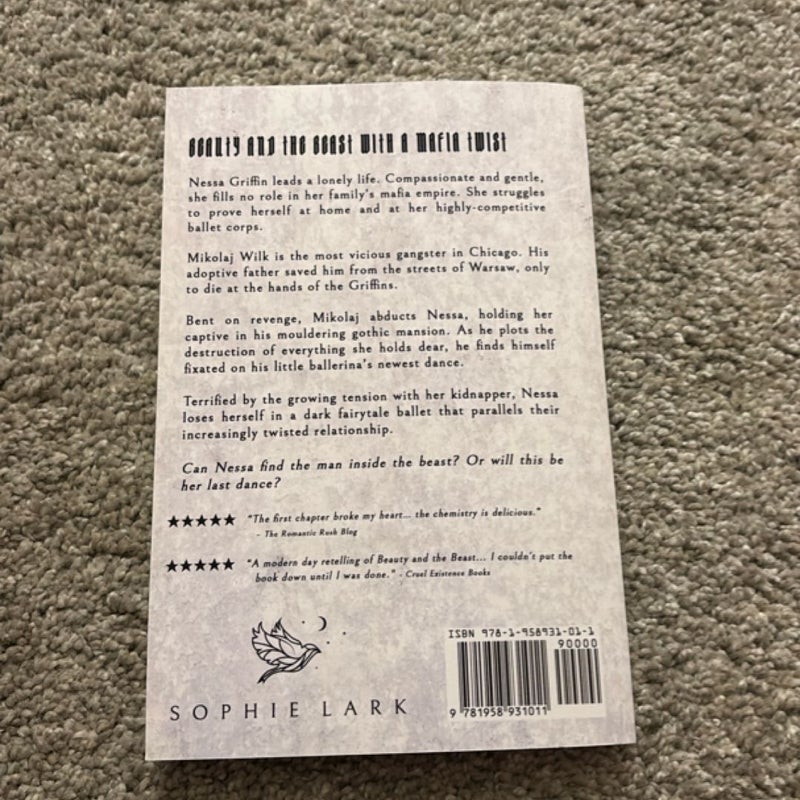 BEAUTY AND THE BEAST WITH A MAFIA TWIST
Nessa Griffin leads a lonely life. Compassionate and gentle,
she fills no role in her family's mafia empire. She struggles
to prove herself at home and at her highly-competitive
ballet corps.
Mikolaj Wilk is the most vicious gangster in Chicago. His
adoptive father saved him from the streets of Warsaw, only
to die at the hands of the Griffins.
Bent on revenge, Mikolaj abducts Nessa, holding her
captive in his mouldering gothic mansion. As he plots the
destruction of everything she holds dear, he finds himself
fixated on his little ballerina's newest dance.
Terrified by the growing tension with her kidnapper, Nessa
loses herself in a dark fairytale ballet that parallels their
increasingly twisted relationship.
Can Nessa find the man inside the beast? Or will this be
her last dance?
★★★★★ "The first chapter broke my heart... the chemistry is delicious."
- The Romantic Rush Blog
★★★★★ "A modern day retelling of Beauty and the Beast... I couldn't put the
book down until I was done." - Cruel Existence Books
SOPHIE LARK
ISBN 978-1-958931-01-1
90000
9 781958 931011